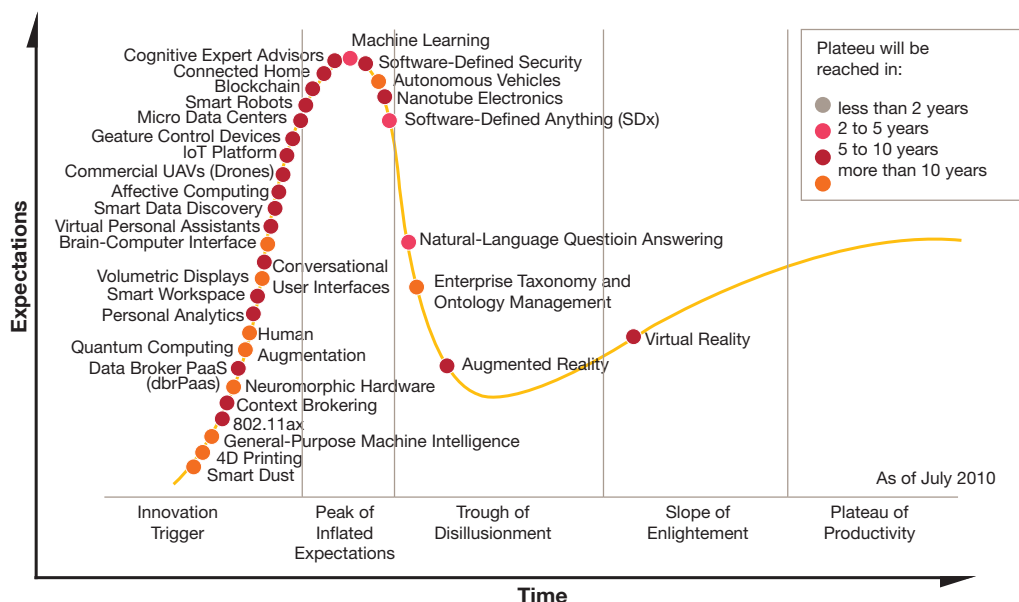 Machine Learning
Cognitive Expert Advisors
Software-Defined Security
Connected Home
Autonomous Vehicles
Blockchain
Nanotube Electronics
Smart Robots
Micro Data Centers
Software-Defined Anything (SDx)
Geature Control Devices
IoT Platform
Commercial UAVs (Drones)
Affective Computing
Smart Data Discovery
Virtual Personal Assistants
Brain-Computer Interface
Natural-Language Questioin Answering
Conversational
User Interfaces
Volumetric Displays
Enterprise Taxonomy and
Ontology Management
Smart Workspace
Personal Analytics
Human
Augmentation
Virtual Reality
Quantum Computing
Data Broker PaaS
(dbrPaas)
Augmented Reality
Neuromorphic Hardware
Context Brokering
802.11ax
General-Purpose Machine Intelligence
4D Printing
Smart Dust
Plateeu will be
reached in:
less than 2 years
2 to 5 years
5 to 10 years
more than 10 years
As of July 2010
Expectations
Innovation
Trigger
Peak of
Inflated
Expectations
Trough of
Disillusionment
Slope of
Enlightement
Plateau of
Productivity
Time